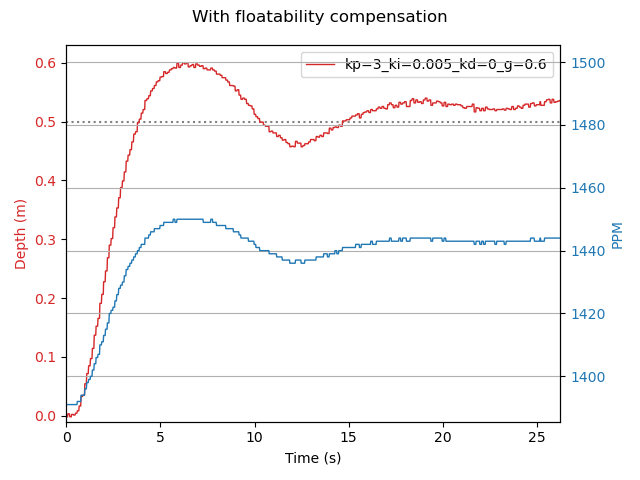 With floatability compensation
kp=3_ki=0.005_kd=0_g=0.6
Depth (m)
0.6
0.5
0.4
0.3
0.2
0.1
0.0
1500
1480
1460
1440
1420
1400
PPM
0 5 10 15 20 25
Time (s)